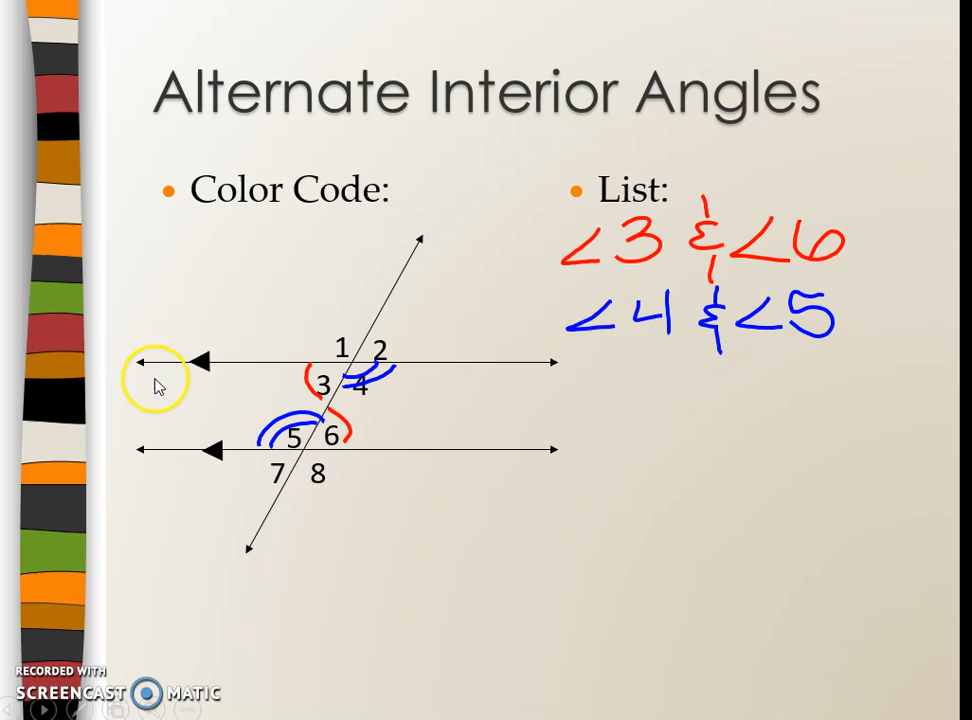 Alternate Interior Angles
• Color Code:
• List:
∠3 & ∠6
∠4 & ∠5
1 2
3 4
5 6
7 8
RECORDED WITH
SCREENCAST MATIC